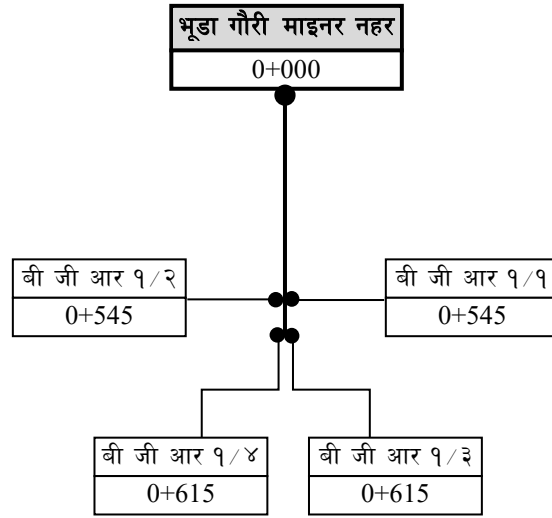 भूडा गौरी माइनर नहर
0+000
बी जी आर १/२
0+545
बी जी आर १/१
0+545
बी जी आर १/४
0+615
बी जी आर १/३
0+615